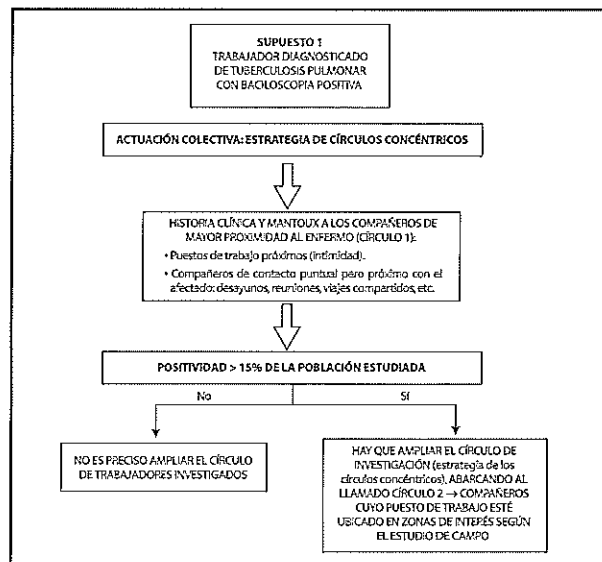 SUPUESTO 1
TRABAJADOR DIAGNOSTICADO
DE TUBERCULOSIS PULMONAR
CON BACILOSCOPIA POSITIVA
ACTUACIÓN COLECTIVA: ESTRATEGIA DE CÍRCULOS CONCÉNTRICOS
HISTORIA CLÍNICA Y MANTOUX A LOS COMPAÑEROS DE
MAYOR PROXIMIDAD AL ENFERMO (CÍRCULO 1):
• Puestos de trabajo próximos (intimidad).
• Compañeros de contacto puntual pero próximo con el
afectado: desayunos, reuniones, viajes compartidos, etc.
POSITIVIDAD > 15% DE LA POBLACIÓN ESTUDIADA
No
Sí
NO ES PRECISO AMPLIAR EL CÍRCULO
DE TRABAJADORES INVESTIGADOS
HAY QUE AMPLIAR EL CÍRCULO DE
INVESTIGACIÓN (estrategia de los
círculos concéntricos), ABARCANDO AL
LLAMADO CÍRCULO 2 → COMPAÑEROS
CUYO PUESTO DE TRABAJO ESTÉ
UBICADO EN ZONAS DE INTERÉS SEGÚN
EL ESTUDIO DE CAMPO